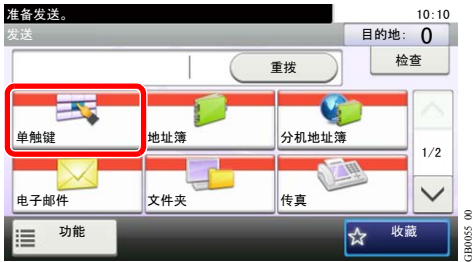 准备发送。 10:10
发送 目的地: 0
重拨 检查
单触键 地址簿 分机地址簿
1/2
电子邮件 文件夹 传真
功能 收藏
GB0055 00